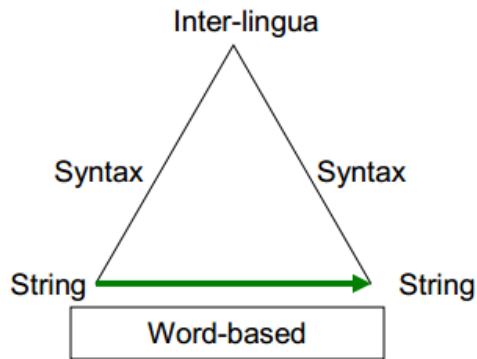 Inter-lingua
Syntax Syntax
String String
Word-based